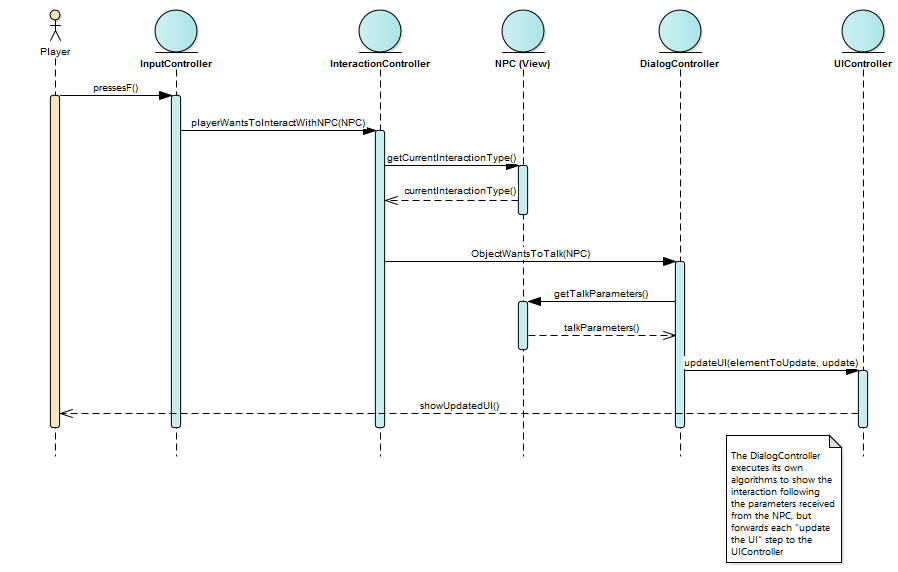 Player
InputController
InteractionController
NPC (View)
DialogController
UIController
pressesF()
playerWantsToInteractWithNPC(NPC)
getCurrentInteractionType()
currentInteractionType()
ObjectWantsToTalk(NPC)
getTalkParameters()
talkParameters()
updateUI(elementToUpdate, update)
showUpdatedUI()
The DialogController
executes its own
algorithms to show the
interaction following
the parameters received
from the NPC, but
forwards each "update
the UI" step to the
UIController